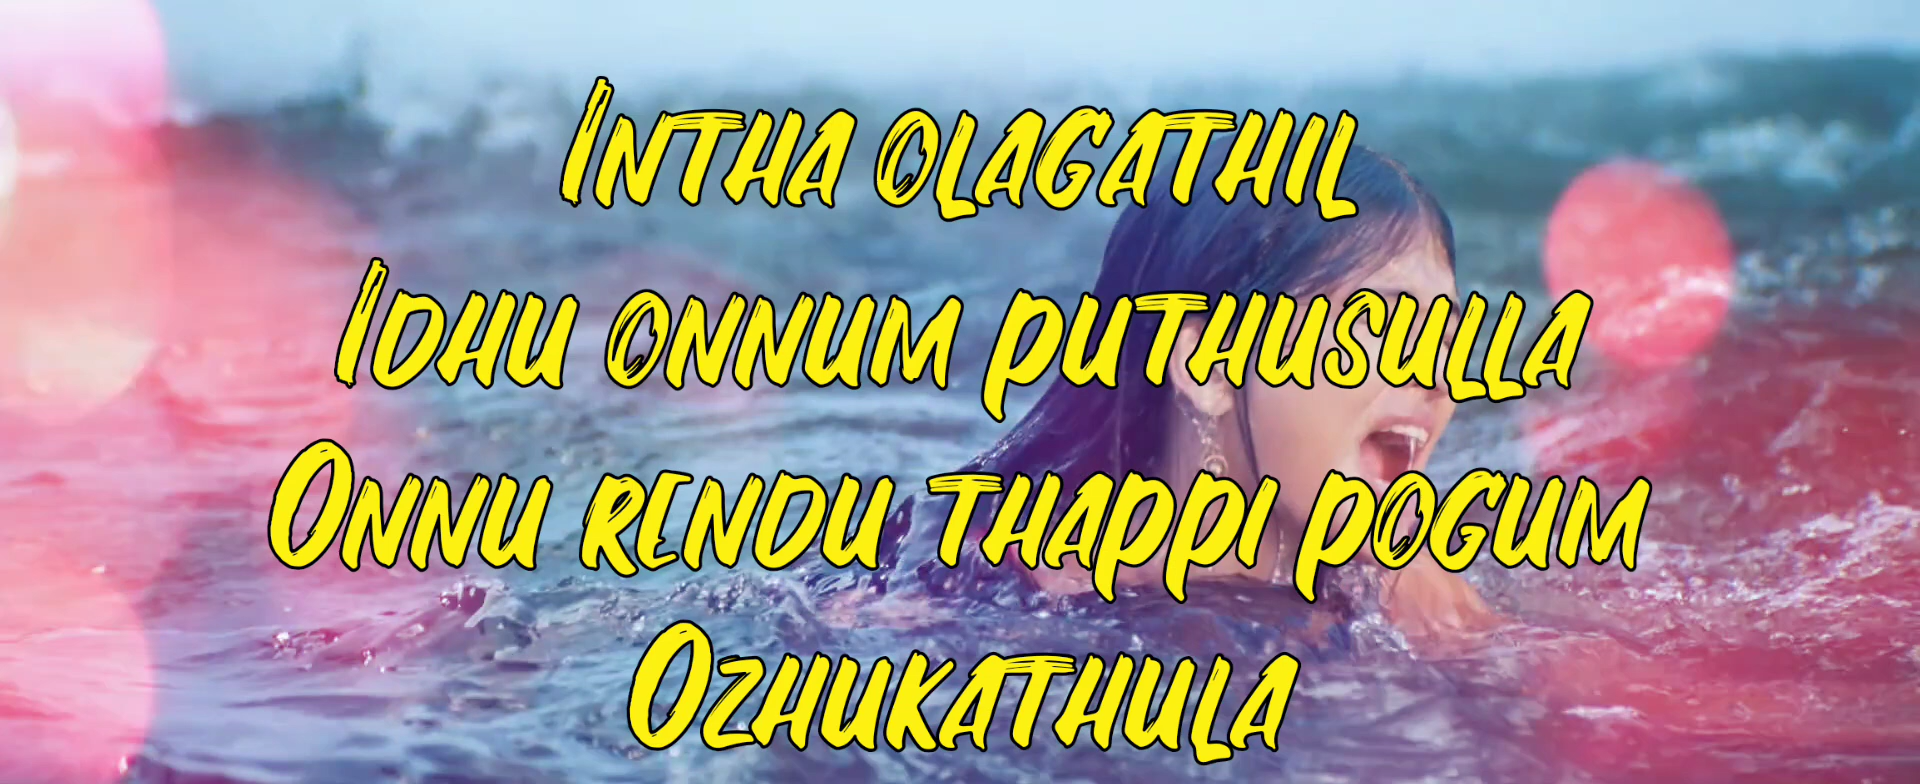 Intha olagathil
Idhu onnum puthusulla
Onnu rendu thappi pogum
Ozhukathula